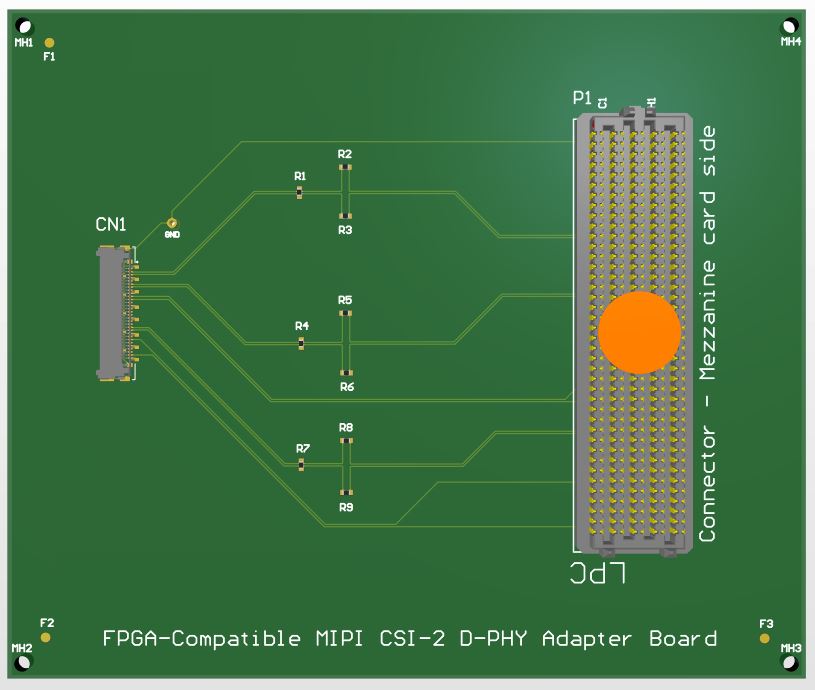 MH1
F1
MH4
P1
C1
H1
R2
R1
R3
CN1
GND
R5
R4
R6
R8
R7
R9
Connector - Mezzanine card side
LPC
F2
F3
FPGA-Compatible MIPI CSI-2 D-PHY Adapter Board
MH2
MH3